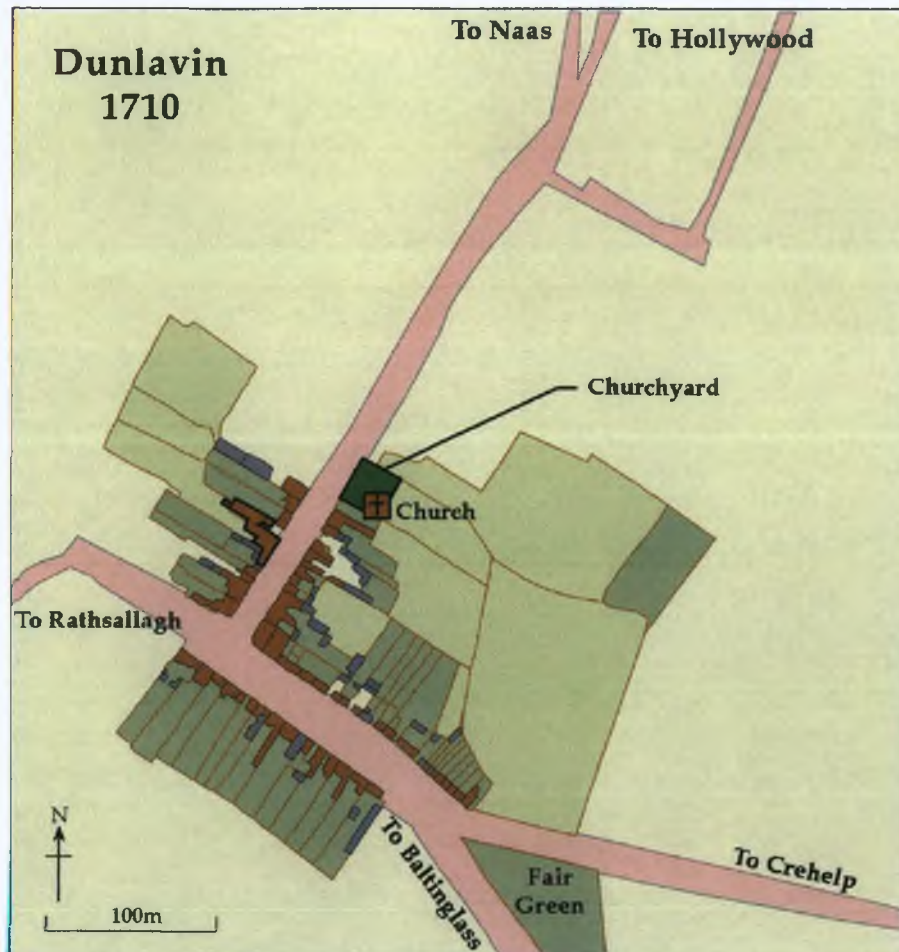 To Naas
To Hollywood
Dunlavin
1710
Churchyard
Church
To Rathsallagh
To Baltinglass
To Crehelp
Fair
Green
N
100m